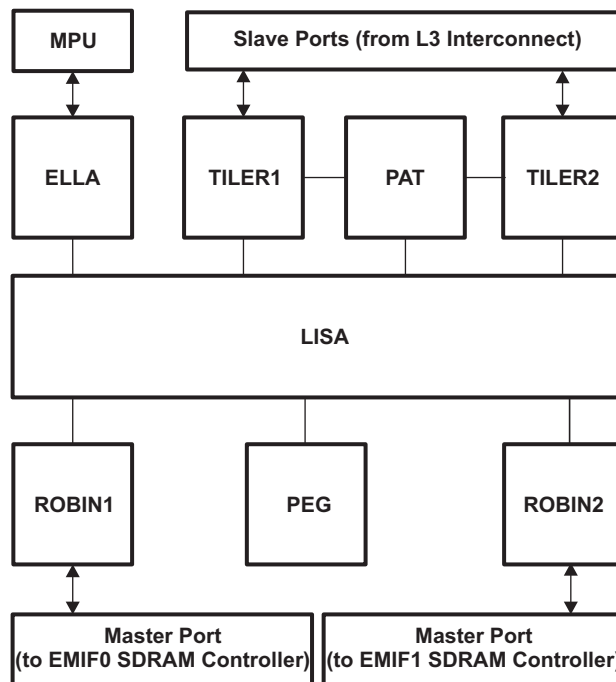 MPU
Slave Ports (from L3 Interconnect)
ELLA
TILER1
PAT
TILER2
LISA
ROBIN1
PEG
ROBIN2
Master Port
(to EMIF0 SDRAM Controller)
Master Port
(to EMIF1 SDRAM Controller)